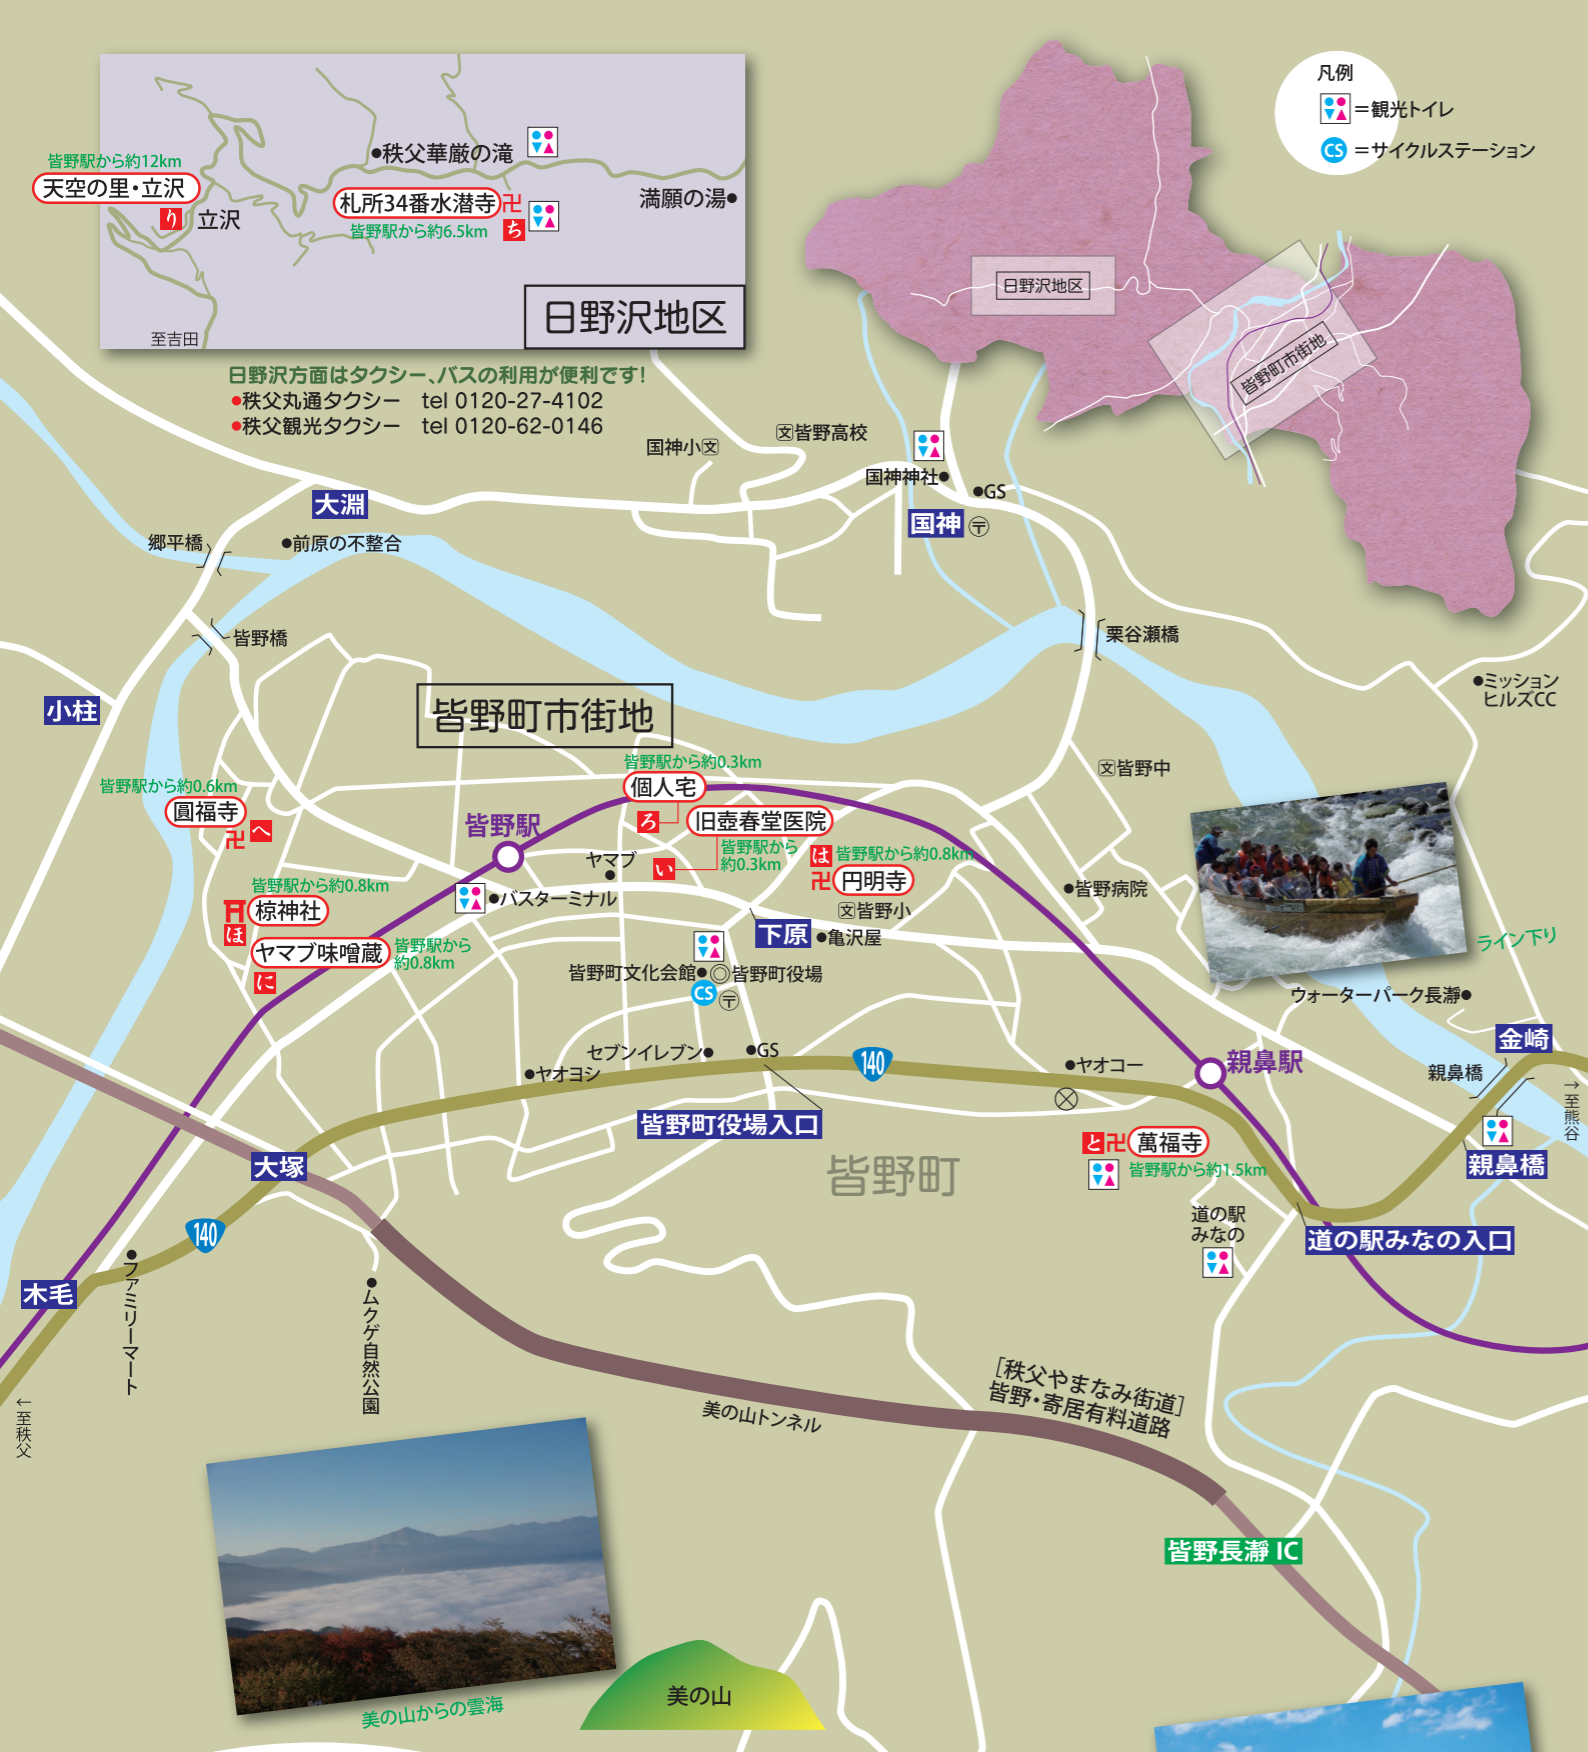 凡例
=観光トイレ
CS =サイクルステーション
皆野駅から約12km
天空の里・立沢
り 立沢
●秩父華厳の滝
札所34番水潜寺卍
皆野駅から約6.5km ち
満願の湯●
至吉田
日野沢地区
日野沢地区
皆野町市街地
日野沢方面はタクシー、バスの利用が便利です!
●秩父丸通タクシー tel 0120-27-4102
●秩父観光タクシー tel 0120-62-0146
国神小文
文皆野高校
国神神社●
●GS
国神 〒
大淵
郷平橋
●前原の不整合
皆野橋
栗谷瀬橋
小柱
●ミッション
ヒルズCC
皆野町市街地
文皆野中
皆野駅から約0.3km
個人宅
ろ
旧壺春堂医院
皆野駅から
約0.3km
い
皆野駅から約0.6km
圓福寺
卍 へ
皆野駅
ヤマブ
●
は 皆野駅から約0.8km
卍 円明寺
文皆野小
●皆野病院
皆野駅から約0.8km
椋神社
ほ
●バスターミナル
下原 ●亀沢屋
ヤマブ味噌蔵
皆野駅から
約0.8km
に
皆野町文化会館●◎皆野町役場
CS 〒
ライン下り
ウォーターパーク長瀞●
金崎
セブンイレブン●
●GS
140
●ヤオヨシ
●ヤオコー
親鼻駅
親鼻橋
→至熊谷
皆野町役場入口
親鼻橋
大塚
皆野町
と卍 萬福寺
皆野駅から約1.5km
道の駅
みなの
道の駅みなの入口
140
木毛
●ファミリーマート
●ムクゲ自然公園
←至秩父
[秩父やまなみ街道]
皆野・寄居有料道路
美の山トンネル
皆野長瀞 IC
美の山
美の山からの雲海